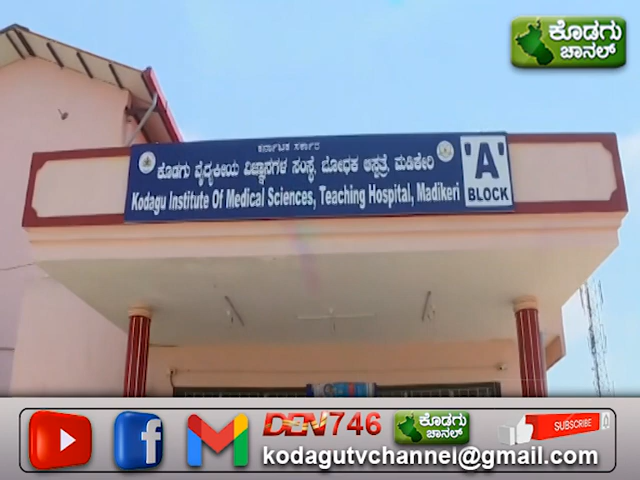 ಕೊಡಗು
ಚಾನಲ್
ಕರ್ನಾಟಕ ಸರ್ಕಾರ
ಕೊಡಗು ವೈದ್ಯಕೀಯ ವಿಜ್ಞಾನಗಳ ಸಂಸ್ಥೆ, ಬೋಧಕ ಆಸ್ಪತ್ರೆ ಮಡಿಕೇರಿ
Kodagu Institute Of Medical Sciences, Teaching Hospital, Madikeri
'A'
BLOCK
DEN746
ಕೊಡಗು
ಚಾನಲ್
SUBSCRIBE
kodagutvchannel@gmail.com